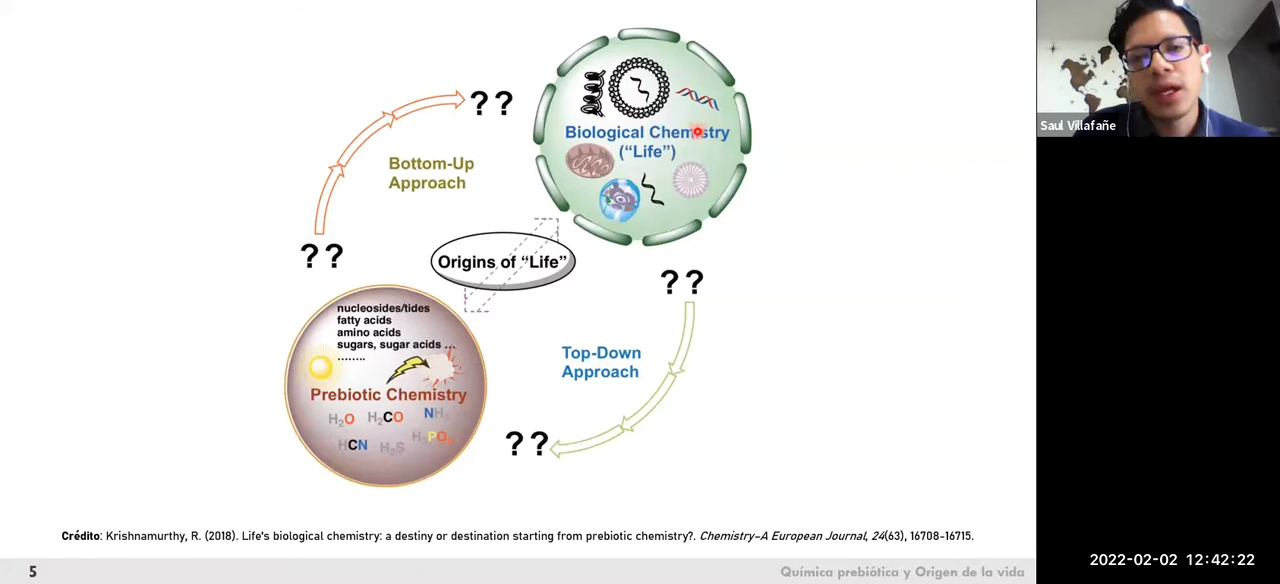 ??
Biological Chemistry
(“Life”)
Bottom-Up
Approach
??
Origins of “Life”
??
nucleosides/tides
fatty acids
amino acids
sugars, sugar acids ...
........
Prebiotic Chemistry
H₂O H₂CO NH₃
HCN H₂S H₃PO₄
Top-Down
Approach
??
Crédito: Krishnamurthy, R. (2018). Life's biological chemistry: a destiny or destination starting from prebiotic chemistry?. Chemistry–A European Journal, 24(63), 16708-16715.
5
Química prebiótica y Origen de la vida
Saul Villafañe
2022-02-02 12:42:22